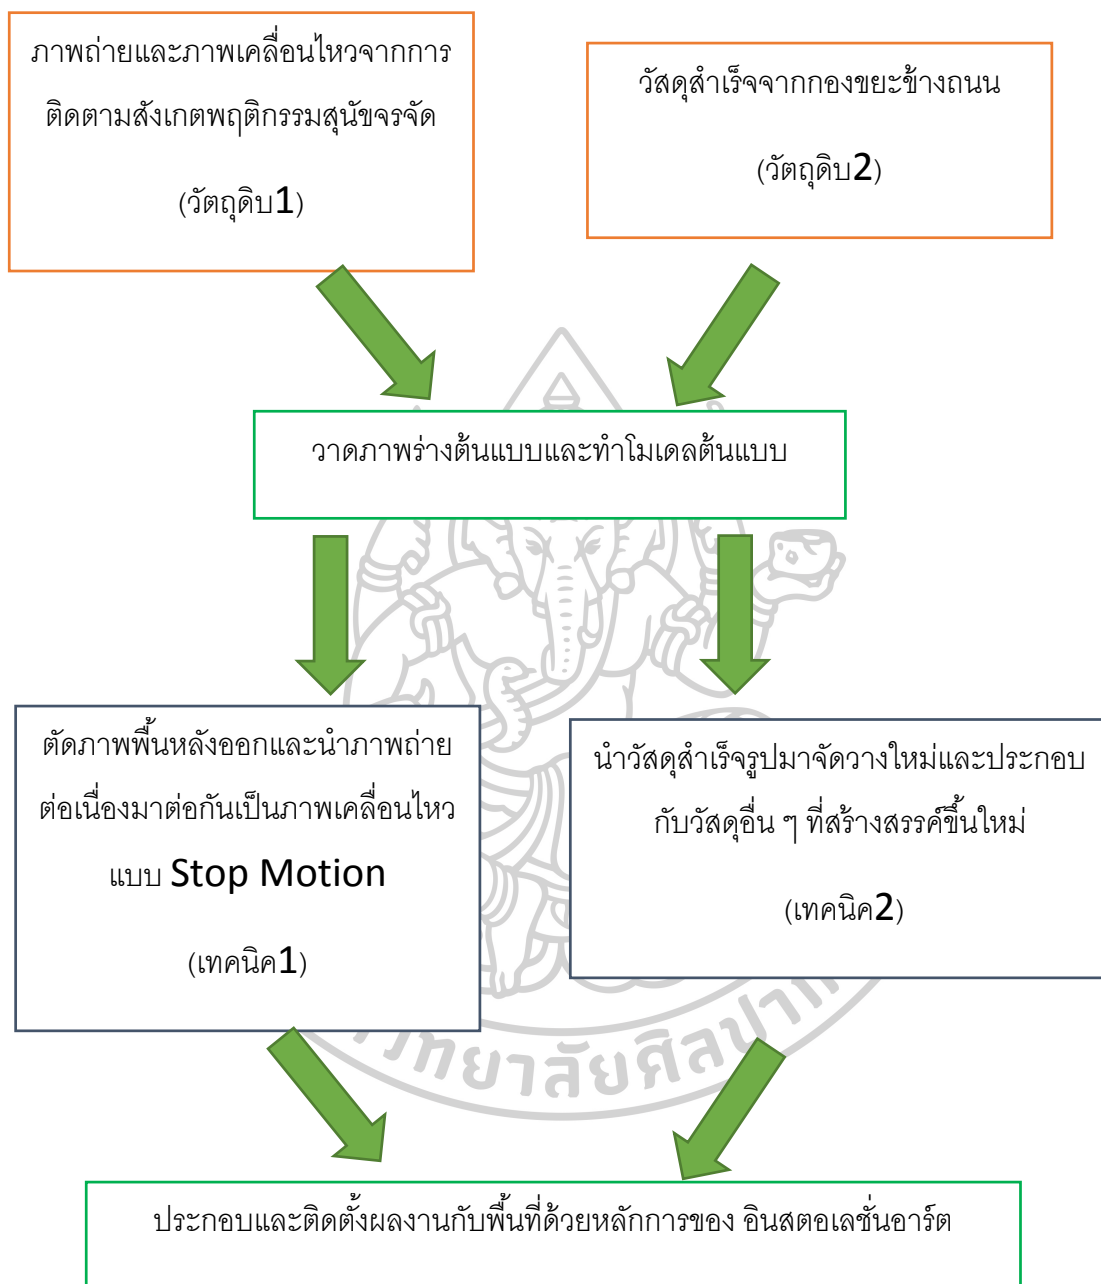 ภาพถ่ายและภาพเคลื่อนไหวจากการ
ติดตามสังเกตพฤติกรรมสุนัขจรจัด
(วัตถุดิบ1)
วัสดุสำเร็จจากกองขยะข้างถนน
(วัตถุดิบ2)
วาดภาพร่างต้นแบบและทำโมเดลต้นแบบ
ตัดภาพพื้นหลังออกและนำภาพถ่าย
ต่อเนื่องมาต่อกันเป็นภาพเคลื่อนไหว
แบบ Stop Motion
(เทคนิค1)
นำวัสดุสำเร็จรูปมาจัดวางใหม่และประกอบ
กับวัสดุอื่น ๆ ที่สร้างสรรค์ขึ้นใหม่
(เทคนิค2)
ประกอบและติดตั้งผลงานกับพื้นที่ด้วยหลักการของ อินสตอเลชั่นอาร์ต